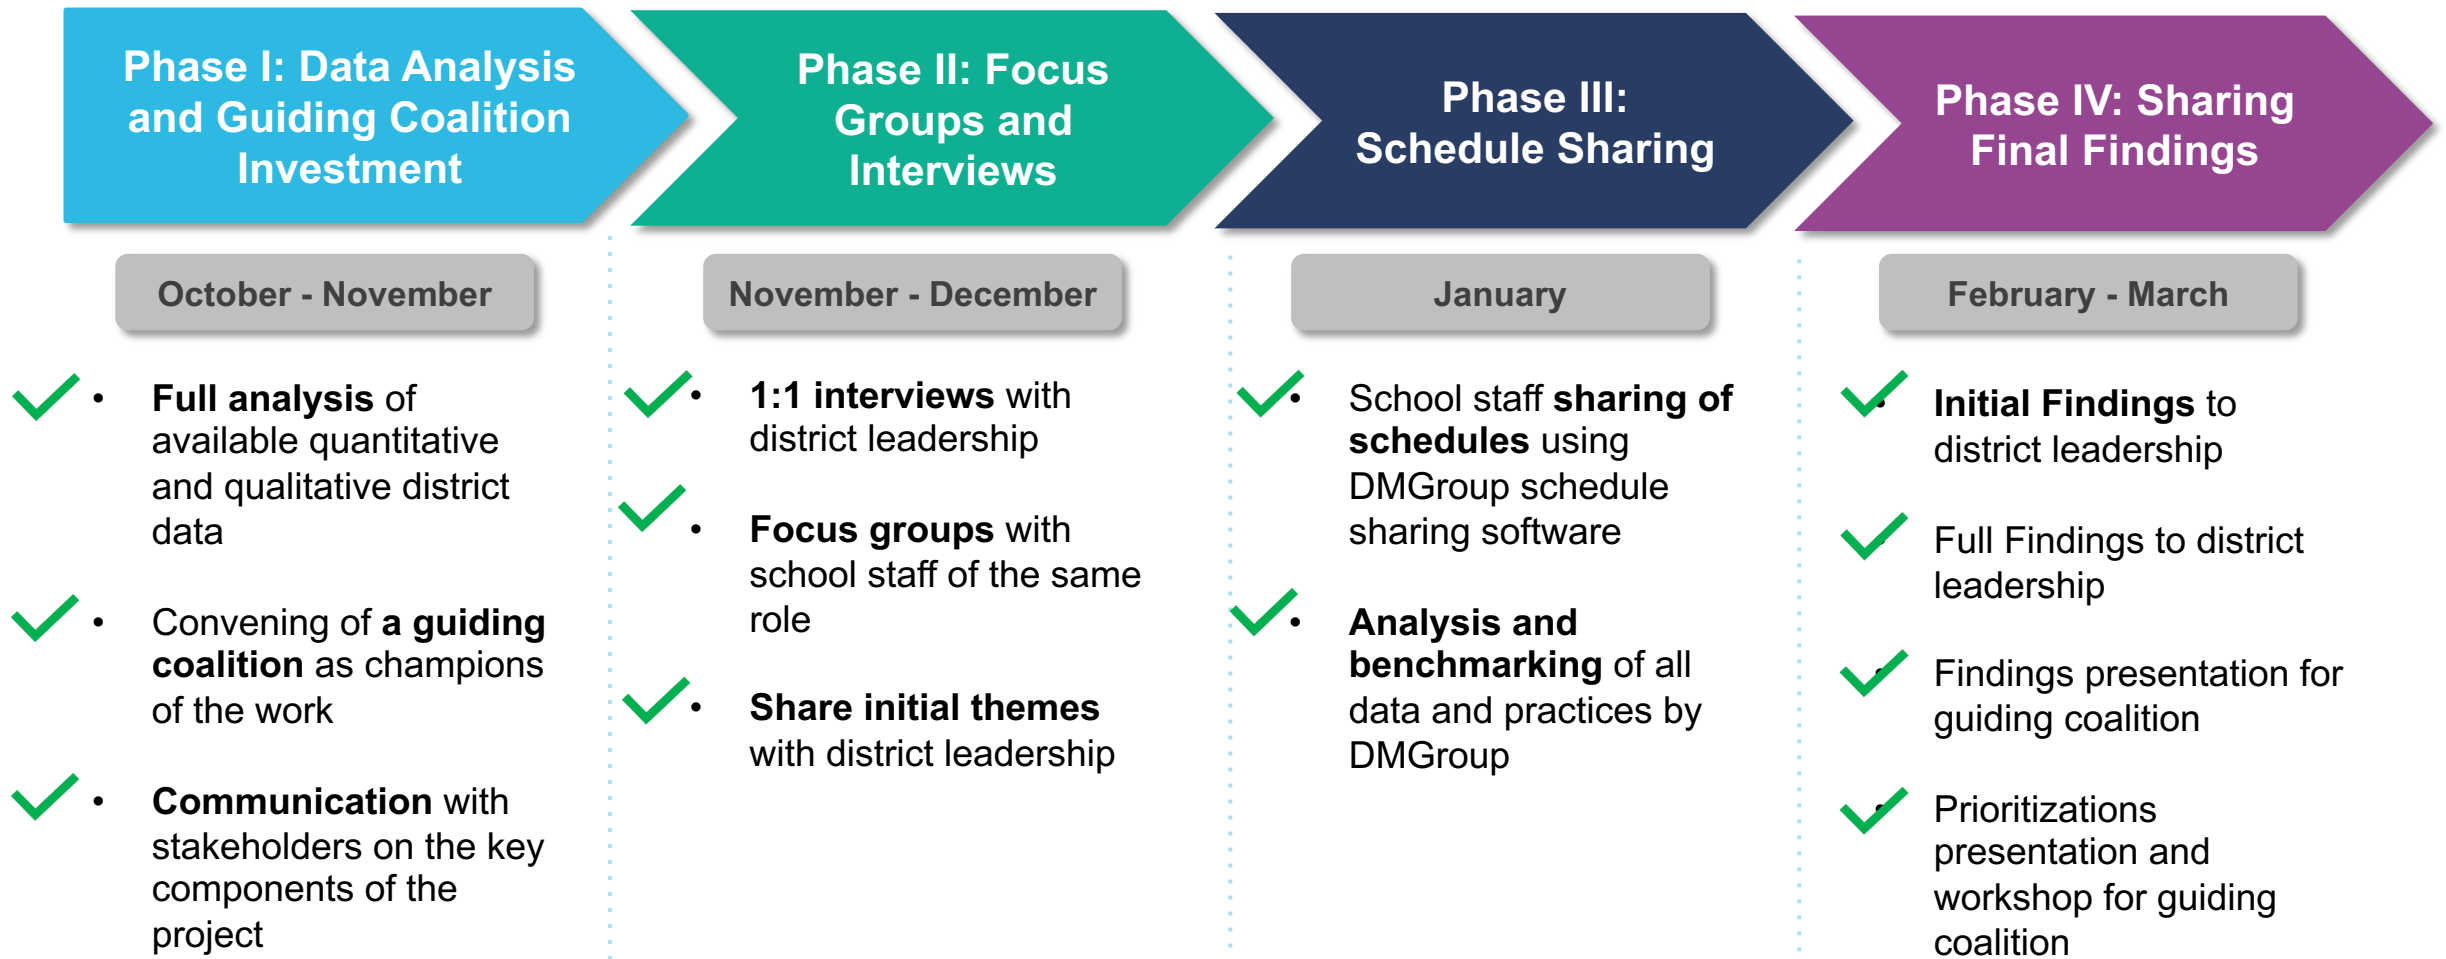 Phase I: Data Analysis
and Guiding Coalition
Investment
October - November
• Full analysis of
available quantitative
and qualitative district
data
• Convening of a guiding
coalition as champions
of the work
• Communication with
stakeholders on the key
components of the
project
Phase II: Focus
Groups and
Interviews
November - December
• 1:1 interviews with
district leadership
• Focus groups with
school staff of the same
role
• Share initial themes
with district leadership
Phase III:
Schedule Sharing
January
• School staff sharing of
schedules using
DMGroup schedule
sharing software
• Analysis and
benchmarking of all
data and practices by
DMGroup
Phase IV: Sharing
Final Findings
February - March
• Initial Findings to
district leadership
• Full Findings to district
leadership
• Findings presentation for
guiding coalition
• Prioritizations
presentation and
workshop for guiding
coalition